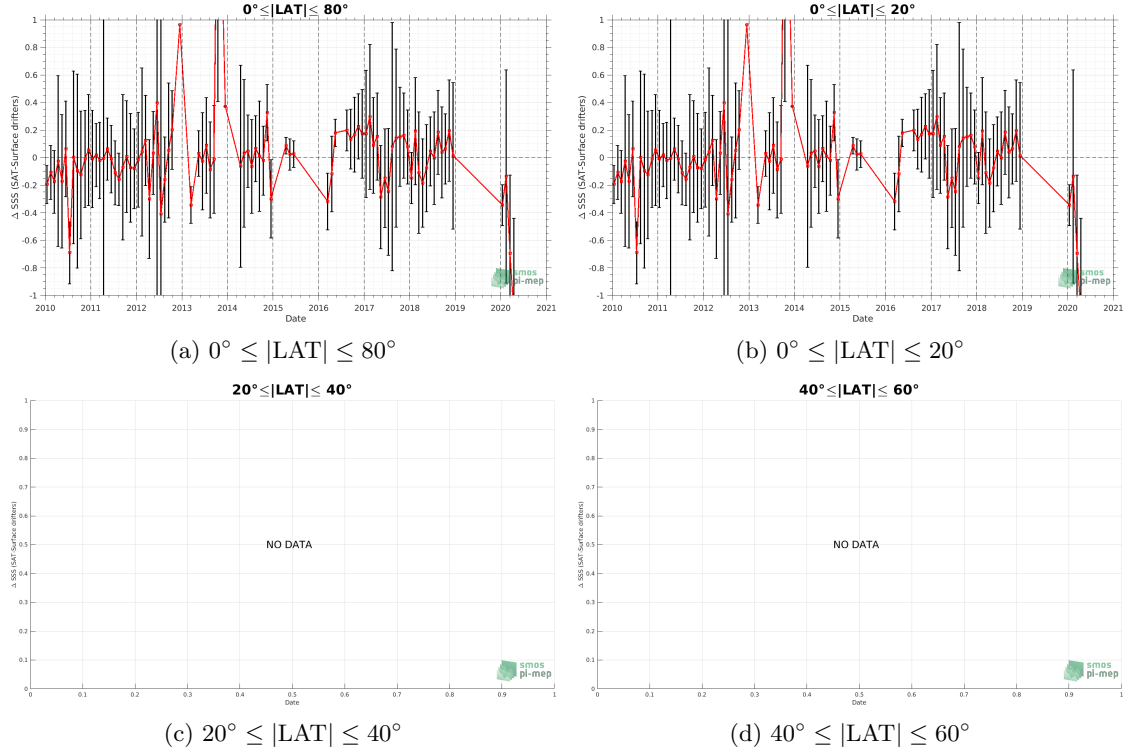 0°≤|LAT|≤ 80°
Δ SSS (SAT-Surface drifters)
1
0.8
0.6
0.4
0.2
0
-0.2
-0.4
-0.6
-0.8
-1
2010 2011 2012 2013 2014 2015 2016 2017 2018 2019 2020 2021
Date
smos
pi-mep
(a) 0° ≤ |LAT| ≤ 80°
0°≤|LAT|≤ 20°
Δ SSS (SAT-Surface drifters)
1
0.8
0.6
0.4
0.2
0
-0.2
-0.4
-0.6
-0.8
-1
2010 2011 2012 2013 2014 2015 2016 2017 2018 2019 2020 2021
Date
smos
pi-mep
(b) 0° ≤ |LAT| ≤ 20°
20°≤|LAT|≤ 40°
Δ SSS (SAT-Surface drifters)
1
0.9
0.8
0.7
0.6
0.5
0.4
0.3
0.2
0.1
0
NO DATA
0 0.1 0.2 0.3 0.4 0.5 0.6 0.7 0.8 0.9 1
Date
smos
pi-mep
(c) 20° ≤ |LAT| ≤ 40°
40°≤|LAT|≤ 60°
Δ SSS (SAT-Surface drifters)
1
0.9
0.8
0.7
0.6
0.5
0.4
0.3
0.2
0.1
0
NO DATA
0 0.1 0.2 0.3 0.4 0.5 0.6 0.7 0.8 0.9 1
Date
smos
pi-mep
(d) 40° ≤ |LAT| ≤ 60°